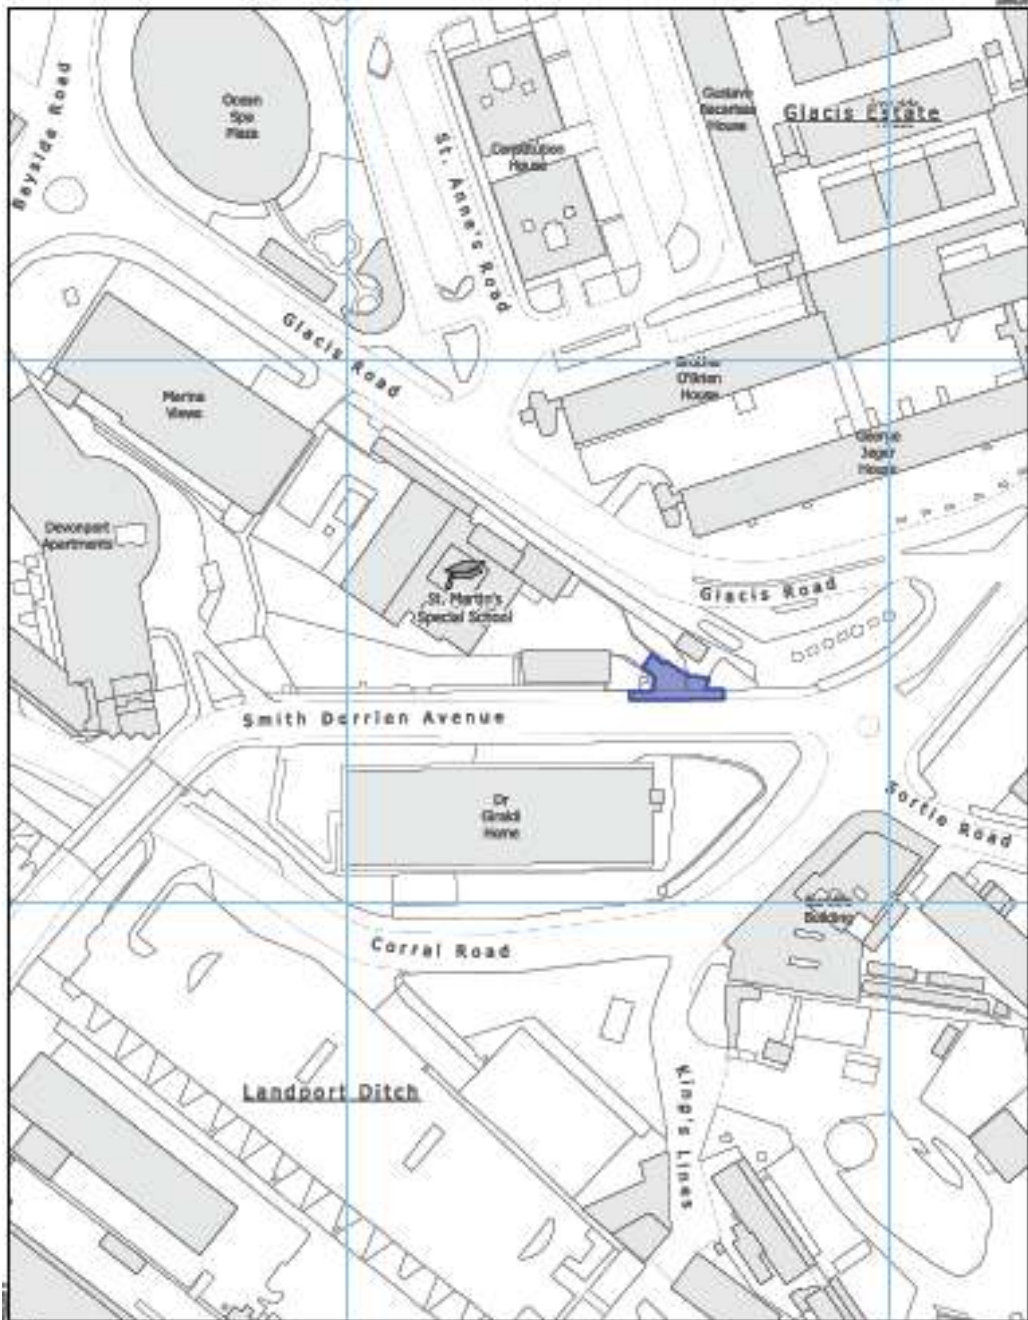 Bayside Road
Ocean
Spa
Plaza
St. Anne's Road
Constitution
House
Gustavo
Bacarisas
House
Glacis Estate
Glacis Road
Marina
Views
Brother
O'Brien
House
George
Jeger
House
Devonport
Apartments
St. Martin's
Special School
Glacis Road
Smith Dorrien Avenue
Dr
Giraldi
Home
Sortie Road
Building
Corral Road
Landport Ditch
King's Lines